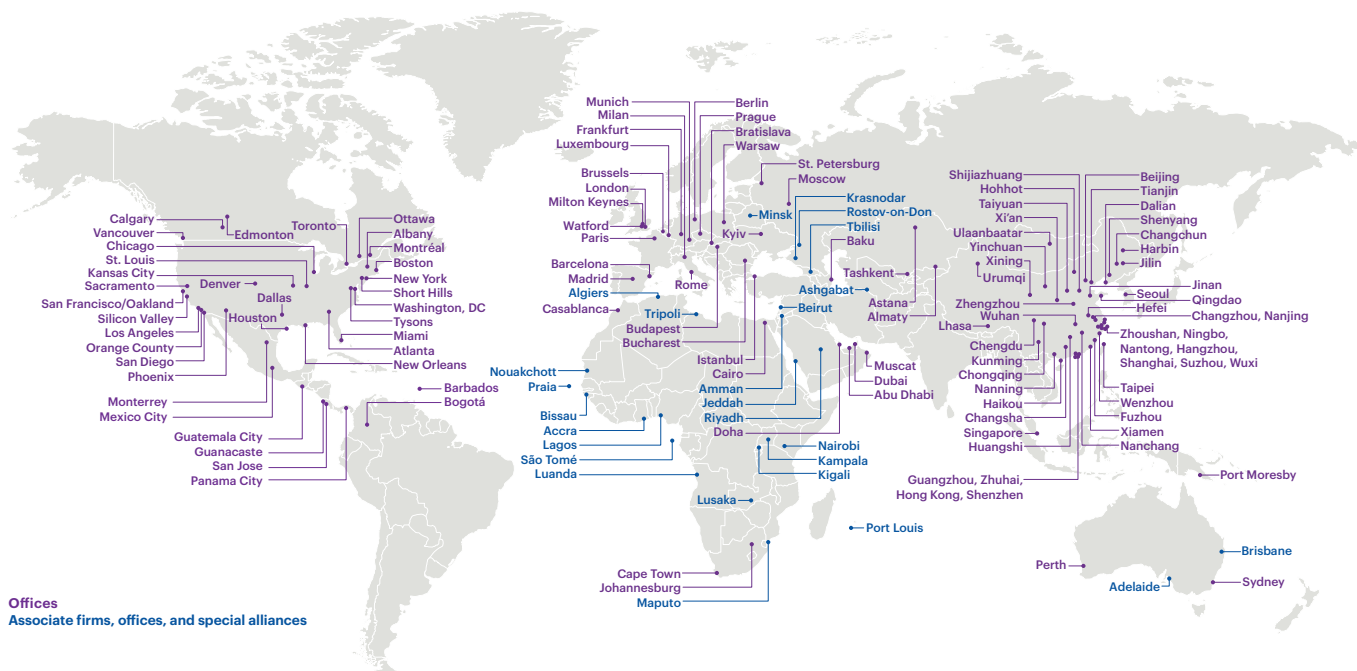 Calgary
Vancouver
Edmonton
Chicago
St. Louis
Kansas City
Sacramento
San Francisco/Oakland
Silicon Valley
Los Angeles
Orange County
San Diego
Phoenix
Denver
Dallas
Houston
Toronto
Ottawa
Albany
Montréal
Boston
New York
Short Hills
Washington, DC
Tysons
Miami
Atlanta
New Orleans
Monterrey
Mexico City
Barbados
Bogotá
Guatemala City
Guanacaste
San Jose
Panama City
Munich
Milan
Frankfurt
Luxembourg
Brussels
London
Milton Keynes
Watford
Paris
Barcelona
Madrid
Algiers
Casablanca
Berlin
Prague
Bratislava
Warsaw
St. Petersburg
Moscow
Minsk
Kyiv
Krasnodar
Rostov-on-Don
Tbilisi
Baku
Rome
Tripoli
Budapest
Bucharest
Tashkent
Ashgabat
Astana
Almaty
Beirut
Istanbul
Cairo
Amman
Jeddah
Riyadh
Doha
Muscat
Dubai
Abu Dhabi
Nouakchott
Praia
Bissau
Accra
Lagos
São Tomé
Luanda
Nairobi
Kampala
Kigali
Lusaka
Port Louis
Cape Town
Johannesburg
Maputo
Shijiazhuang
Hohhot
Taiyuan
Xi’an
Ulaanbaatar
Yinchuan
Xining
Urumqi
Zhengzhou
Wuhan
Lhasa
Chengdu
Kunming
Chongqing
Nanning
Haikou
Changsha
Singapore
Huangshi
Beijing
Tianjin
Dalian
Shenyang
Changchun
Harbin
Jilin
Jinan
Seoul
Qingdao
Hefei
Changzhou, Nanjing
Zhoushan, Ningbo,
Nantong, Hangzhou,
Shanghai, Suzhou, Wuxi
Taipei
Wenzhou
Fuzhou
Xiamen
Nanchang
Guangzhou, Zhuhai,
Hong Kong, Shenzhen
Port Moresby
Perth
Adelaide
Brisbane
Sydney
Offices
Associate firms, offices, and special alliances